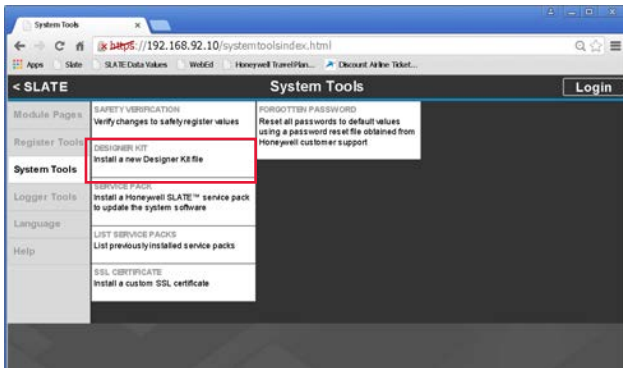 System Tools
https://192.168.92.10/systemtoolsindex.html
Apps Slate SLATE Data Values WebEd Honeywell Travel Plan... Discount Airline Ticket...
< SLATE System Tools Login
Module Pages
Register Tools
System Tools
Logger Tools
Language
Help
SAFETY VERIFICATION
Verify changes to safety register values
DESIGNER KIT
Install a new Designer Kit file
SERVICE PACK
Install a Honeywell SLATE™ service pack
to update the system software
LIST SERVICE PACKS
List previously installed service packs
SSL CERTIFICATE
Install a custom SSL certificate
FORGOTTEN PASSWORD
Reset all passwords to default values
using a password reset file obtained from
Honeywell customer support